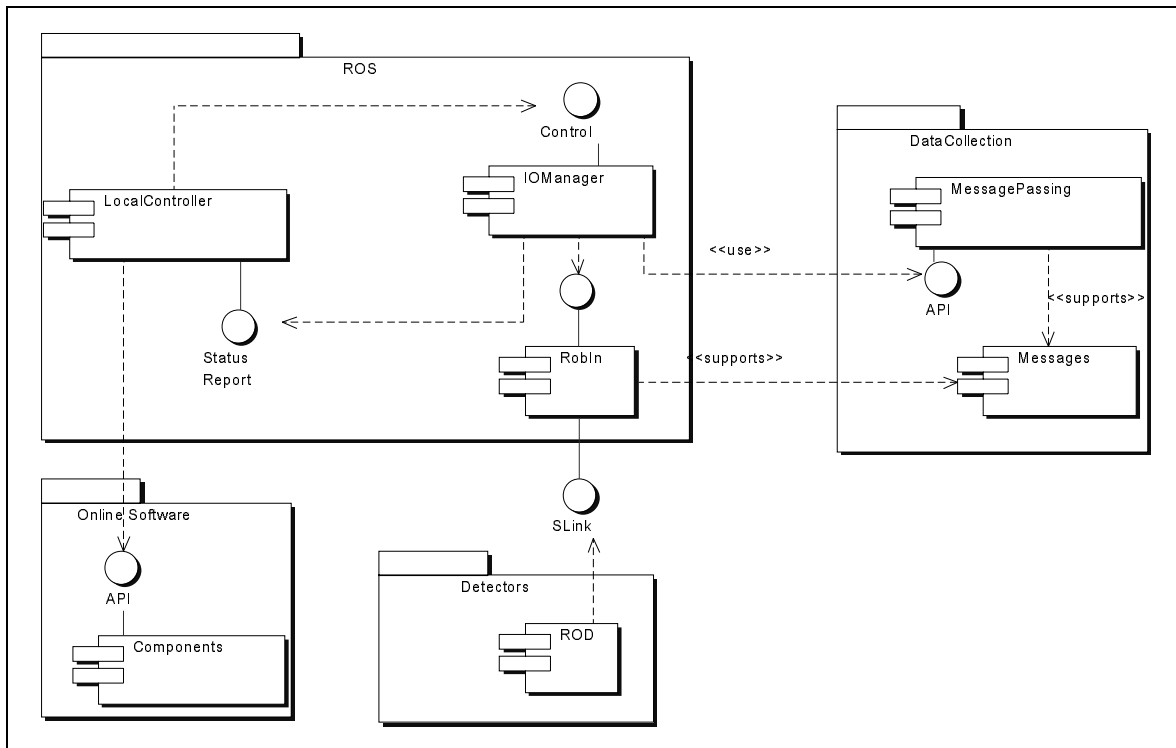 ROS
Control
DataCollection
LocalController
IOManager
MessagePassing
<<use>>
API
<<supports>>
Status
Report
RobIn
<<supports>>
Messages
Online Software
SLink
API
Detectors
Components
ROD